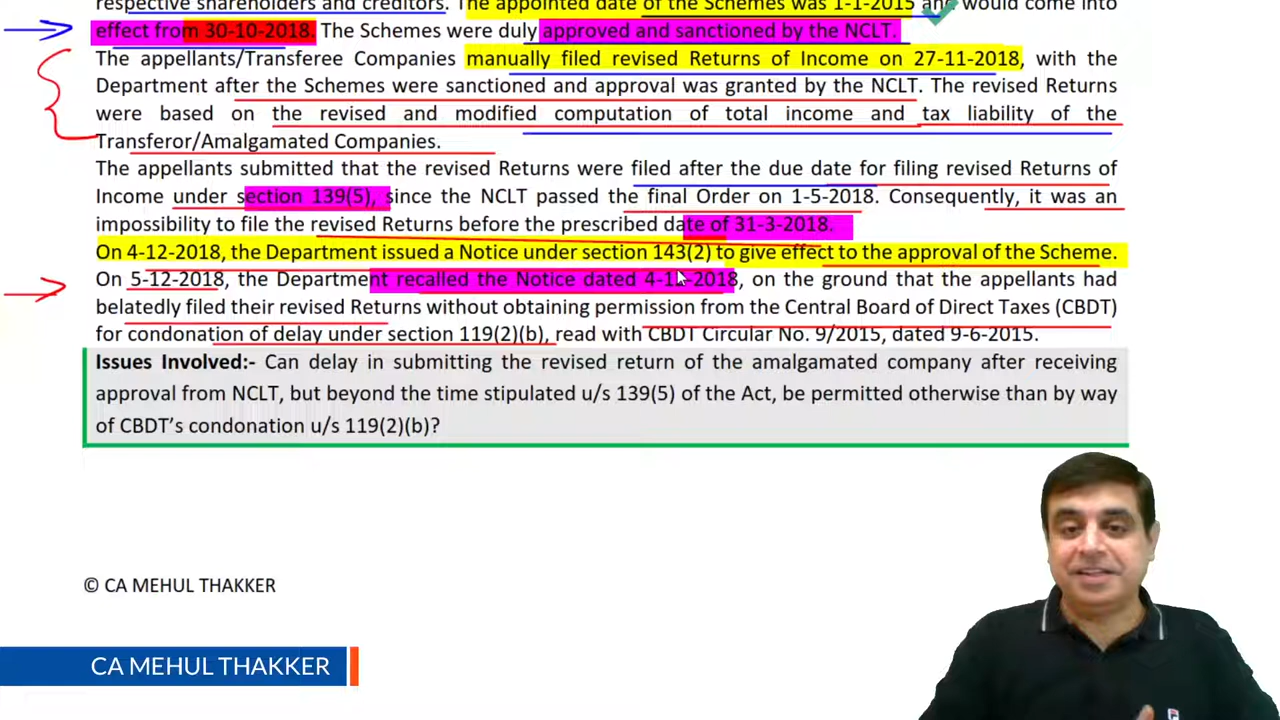 respective shareholders and creditors. The appointed date of the Schemes was 1-1-2015 and would come into
effect from 30-10-2018. The Schemes were duly approved and sanctioned by the NCLT.
The appellants/Transferee Companies manually filed revised Returns of Income on 27-11-2018, with the
Department after the Schemes were sanctioned and approval was granted by the NCLT. The revised Returns
were based on the revised and modified computation of total income and tax liability of the
Transferor/Amalgamated Companies.
The appellants submitted that the revised Returns were filed after the due date for filing revised Returns of
Income under section 139(5), since the NCLT passed the final Order on 1-5-2018. Consequently, it was an
impossibility to file the revised Returns before the prescribed date of 31-3-2018.
On 4-12-2018, the Department issued a Notice under section 143(2) to give effect to the approval of the Scheme.
On 5-12-2018, the Department recalled the Notice dated 4-12-2018, on the ground that the appellants had
belatedly filed their revised Returns without obtaining permission from the Central Board of Direct Taxes (CBDT)
for condonation of delay under section 119(2)(b), read with CBDT Circular No. 9/2015, dated 9-6-2015.
Issues Involved:- Can delay in submitting the revised return of the amalgamated company after receiving
approval from NCLT, but beyond the time stipulated u/s 139(5) of the Act, be permitted otherwise than by way
of CBDT's condonation u/s 119(2)(b)?
© CA MEHUL THAKKER
CA MEHUL THAKKER